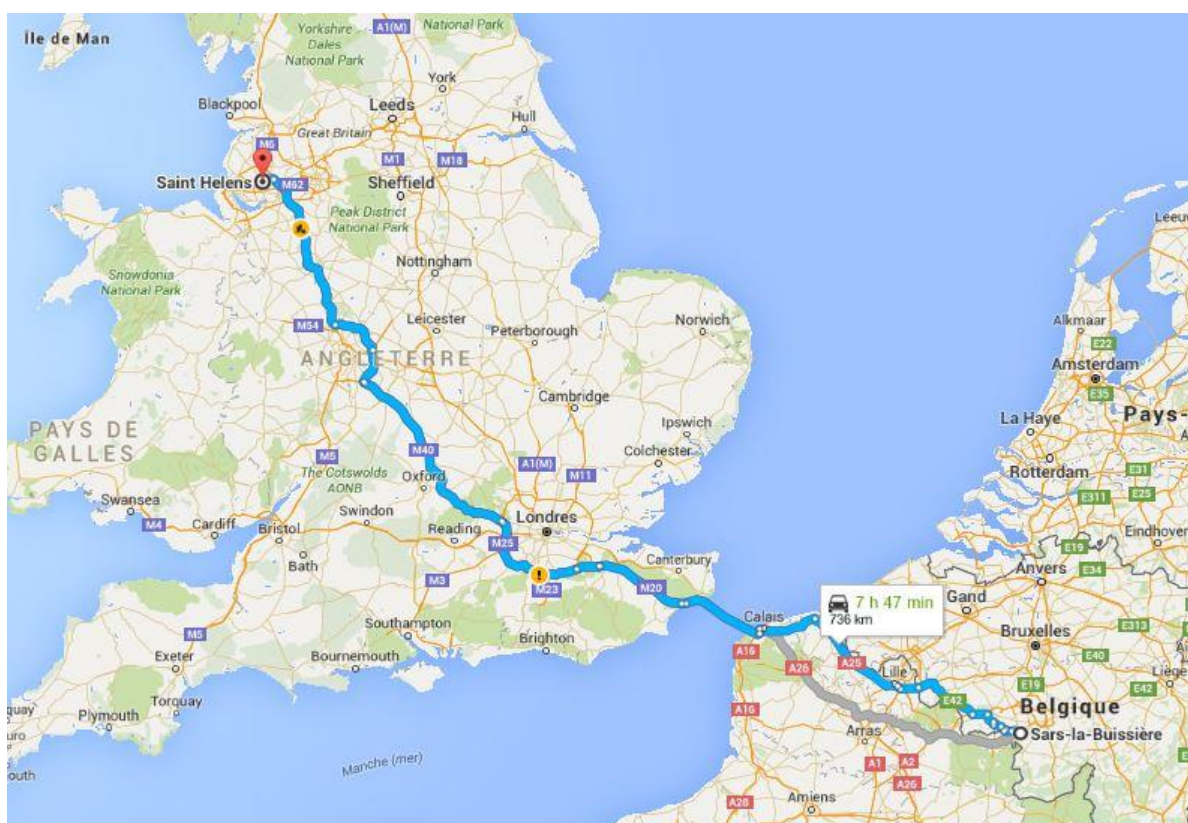 Yorkshire
Dales
National Park
A1(M)
National Park
Île de Man
York
Blackpool
Leeds
Hull
Great Britain
M6
M1
M18
Saint Helens
M62
Sheffield
Peak District
National Park
Leeu
Snowdonia
National Park
Nottingham
M54
Leicester
Norwich
Alkmaar
Peterborough
E22
ANGLETERRE
Amsterdam
E35
Cambridge
La Haye
Pays-
PAYS DE
GALLES
Ipswich
M5
M40
Colchester
Rotterdam
E31
The Cotswolds
AONB
A1(M)
M11
Oxford
E311
E25
Swansea
M4
Cardiff
Swindon
Londres
Eindhover
Bristol
Reading
M25
E19
Bath
Canterbury
Anvers
E34
M3
M23
M20
7 h 47 min
736 km
Gand
Southampton
Calais
Bruxelles
E313
M5
Brighton
A16
A25
E40
Exeter
Bournemouth
A26
Lille
Liège
E19
E42
Torquay
E42
Belgique
quay
Plymouth
A16
Arras
Sars-la-Buissière
outh
Manche (mer)
A1
A2
A26
A28
Amiens